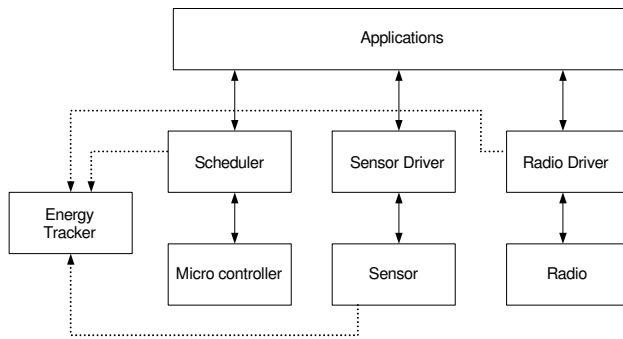 Applications
Scheduler
Sensor Driver
Radio Driver
Energy
Tracker
Micro controller
Sensor
Radio